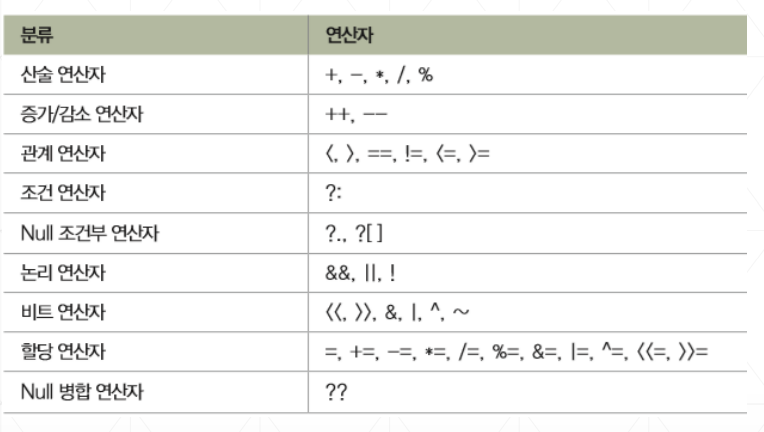 분류 연산자
산술 연산자 +, -, *, /, %
증가/감소 연산자 ++, --
관계 연산자 <, >, ==, !=, <=, >=
조건 연산자 ?:
Null 조건부 연산자 ?., ?[]
논리 연산자 &&, ||, !
비트 연산자 <<, >>, &, |, ^, ~
할당 연산자 =, +=, -=, *=, /=, %=, &=, |=, ^=, <<=, >>=
Null 병합 연산자 ??